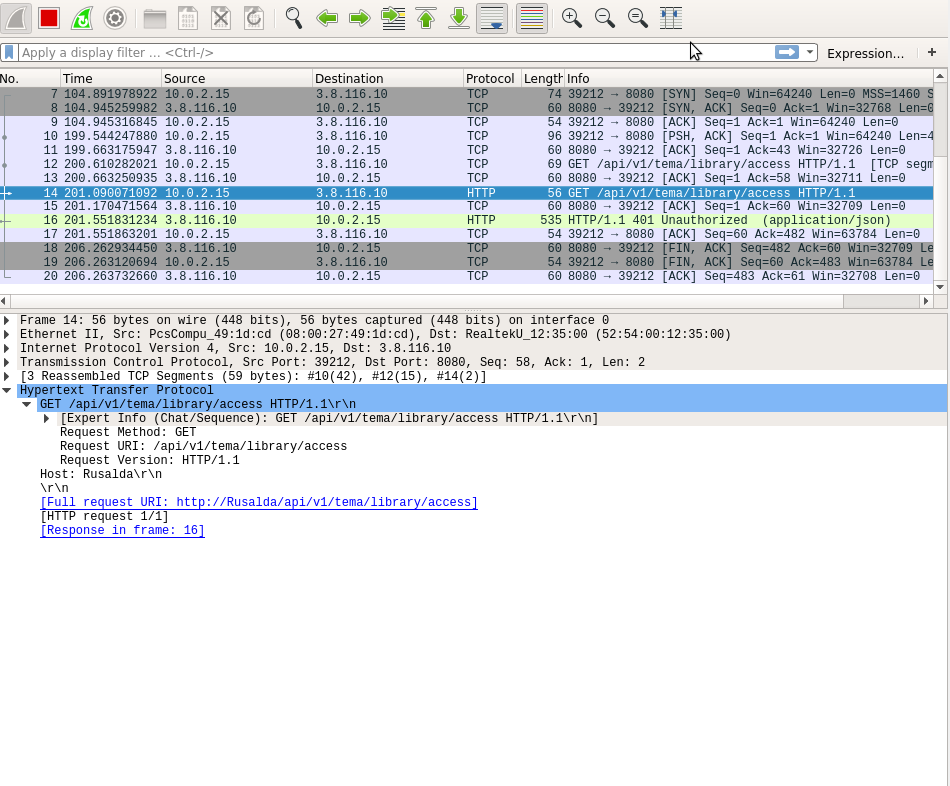 Apply a display filter ... <Ctrl-/>
Expression...
+
No. Time Source Destination Protocol Length Info
7 104.891978922 10.0.2.15 3.8.116.10 TCP 74 39212 → 8080 [SYN] Seq=0 Win=64240 Len=0 MSS=1460 S
8 104.945259982 3.8.116.10 10.0.2.15 TCP 60 8080 → 39212 [SYN, ACK] Seq=0 Ack=1 Win=32768 Len=0
9 104.945316845 10.0.2.15 3.8.116.10 TCP 54 39212 → 8080 [ACK] Seq=1 Ack=1 Win=64240 Len=0
10 199.544247880 10.0.2.15 3.8.116.10 TCP 96 39212 → 8080 [PSH, ACK] Seq=1 Ack=1 Win=64240 Len=4
11 199.663175947 3.8.116.10 10.0.2.15 TCP 60 8080 → 39212 [ACK] Seq=1 Ack=43 Win=32726 Len=0
12 200.610282021 10.0.2.15 3.8.116.10 TCP 69 GET /api/v1/tema/library/access HTTP/1.1 [TCP segm
13 200.663250935 3.8.116.10 10.0.2.15 TCP 60 8080 → 39212 [ACK] Seq=1 Ack=58 Win=32711 Len=0
14 201.090071092 10.0.2.15 3.8.116.10 HTTP 56 GET /api/v1/tema/library/access HTTP/1.1
15 201.170471564 3.8.116.10 10.0.2.15 TCP 60 8080 → 39212 [ACK] Seq=1 Ack=60 Win=32709 Len=0
16 201.551831234 3.8.116.10 10.0.2.15 HTTP 535 HTTP/1.1 401 Unauthorized (application/json)
17 201.551863201 10.0.2.15 3.8.116.10 TCP 54 39212 → 8080 [ACK] Seq=60 Ack=482 Win=63784 Len=0
18 206.262934450 3.8.116.10 10.0.2.15 TCP 60 8080 → 39212 [FIN, ACK] Seq=482 Ack=60 Win=32709 Le
19 206.263120694 10.0.2.15 3.8.116.10 TCP 54 39212 → 8080 [FIN, ACK] Seq=60 Ack=483 Win=63784 Le
20 206.263732660 3.8.116.10 10.0.2.15 TCP 60 8080 → 39212 [ACK] Seq=483 Ack=61 Win=32708 Len=0
Frame 14: 56 bytes on wire (448 bits), 56 bytes captured (448 bits) on interface 0
Ethernet II, Src: PcsCompu_49:1d:cd (08:00:27:49:1d:cd), Dst: RealtekU_12:35:00 (52:54:00:12:35:00)
Internet Protocol Version 4, Src: 10.0.2.15, Dst: 3.8.116.10
Transmission Control Protocol, Src Port: 39212, Dst Port: 8080, Seq: 58, Ack: 1, Len: 2
[3 Reassembled TCP Segments (59 bytes): #10(42), #12(15), #14(2)]
Hypertext Transfer Protocol
GET /api/v1/tema/library/access HTTP/1.1\r\n
[Expert Info (Chat/Sequence): GET /api/v1/tema/library/access HTTP/1.1\r\n]
Request Method: GET
Request URI: /api/v1/tema/library/access
Request Version: HTTP/1.1
Host: Rusalda\r\n
\r\n
[Full request URI: http://Rusalda/api/v1/tema/library/access]
[HTTP request 1/1]
[Response in frame: 16]